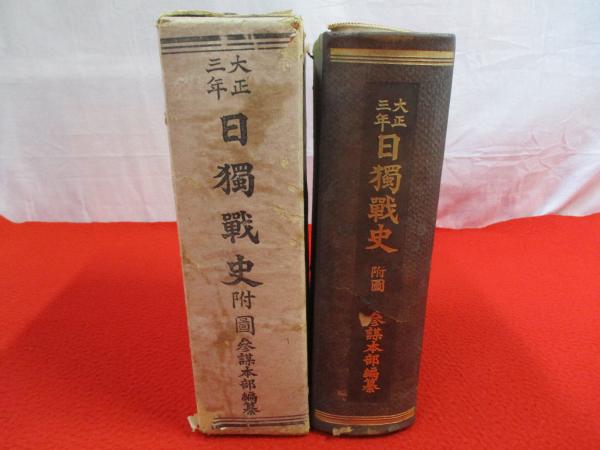 大正
三年
日獨戰史
附圖
參謀本部編纂
大正
三年
日獨戰史
附圖
參謀本部編纂